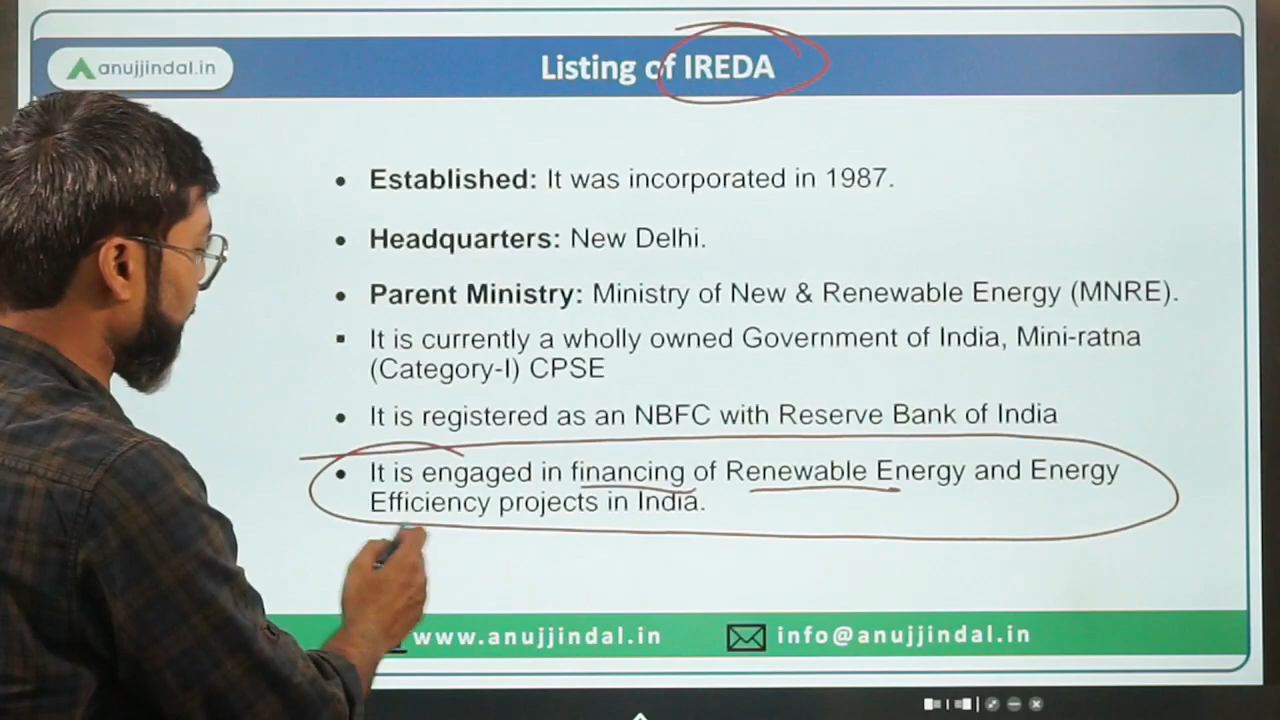 anujjindal.in
Listing of IREDA
• Established: It was incorporated in 1987.
• Headquarters: New Delhi.
• Parent Ministry: Ministry of New & Renewable Energy (MNRE).
▪ It is currently a wholly owned Government of India, Mini-ratna
(Category-I) CPSE
• It is registered as an NBFC with Reserve Bank of India
• It is engaged in financing of Renewable Energy and Energy
Efficiency projects in India.
www.anujjindal.in
info@anujjindal.in